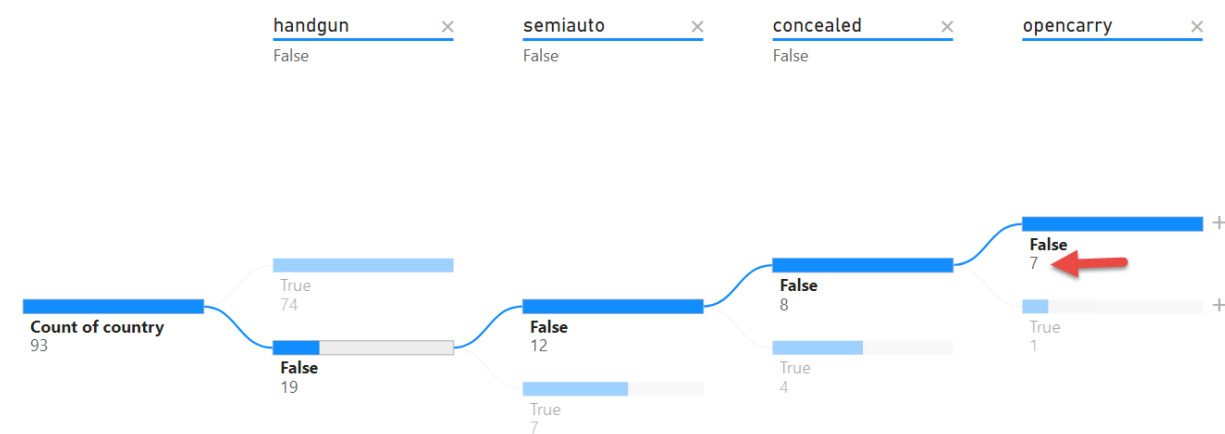 handgun × semiauto × concealed × opencarry ×
False False False False
+
False
7
True
74
False
8
+
Count of country
93
False
12
True
1
False
19
True
4
True
7